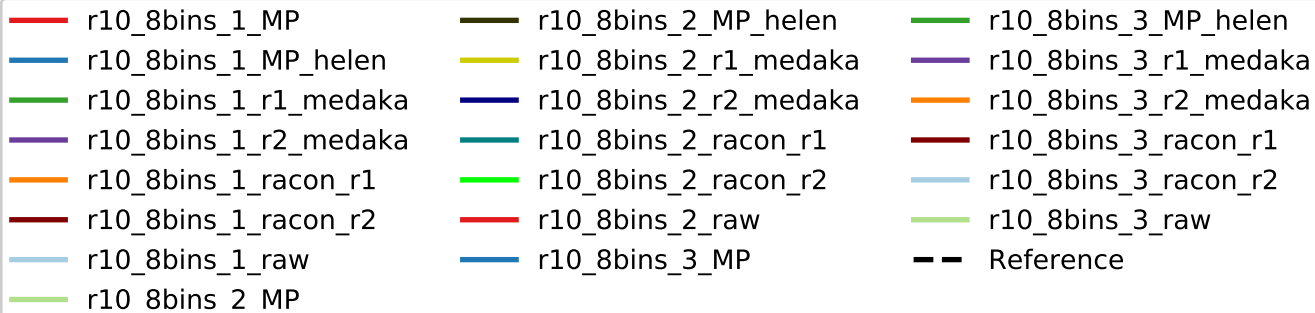 r10_8bins_1_MP
r10_8bins_1_MP_helen
r10_8bins_1_r1_medaka
r10_8bins_1_r2_medaka
r10_8bins_1_racon_r1
r10_8bins_1_racon_r2
r10_8bins_1_raw
r10_8bins_2_MP
r10_8bins_2_MP_helen
r10_8bins_2_r1_medaka
r10_8bins_2_r2_medaka
r10_8bins_2_racon_r1
r10_8bins_2_racon_r2
r10_8bins_2_raw
r10_8bins_3_MP
r10_8bins_3_MP_helen
r10_8bins_3_r1_medaka
r10_8bins_3_r2_medaka
r10_8bins_3_racon_r1
r10_8bins_3_racon_r2
r10_8bins_3_raw
Reference